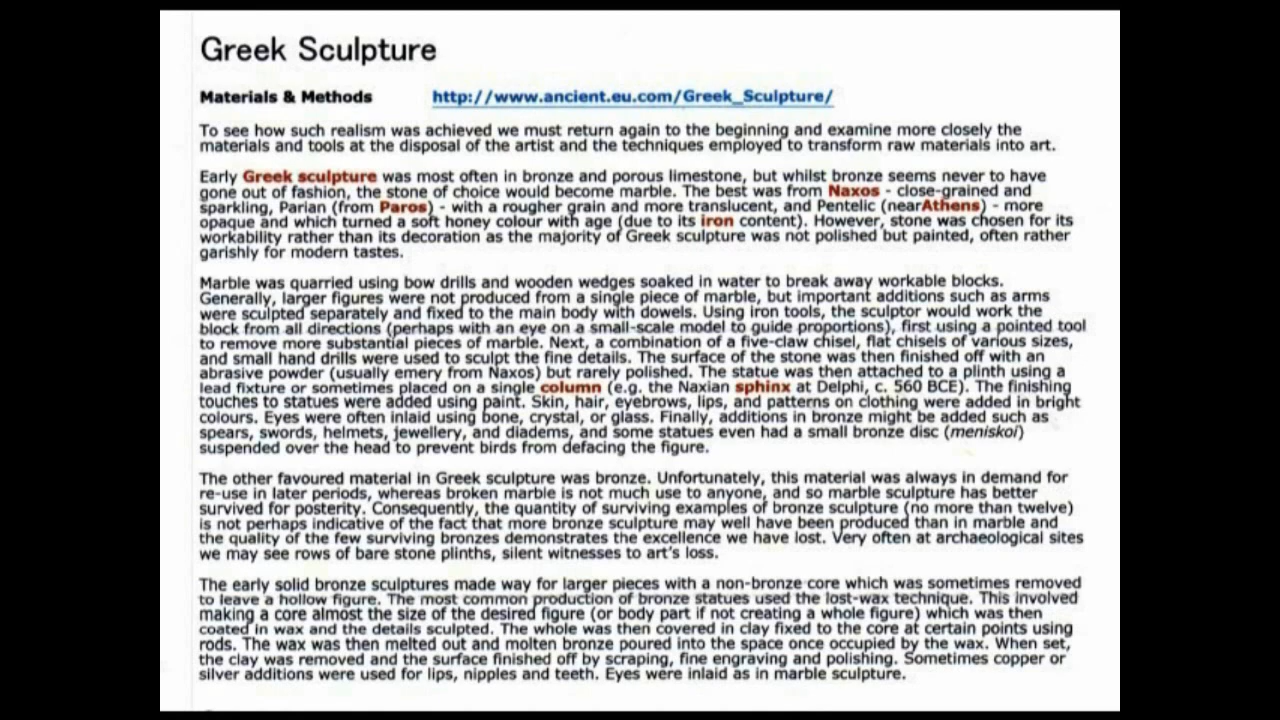 Greek Sculpture
Materials & Methods http://www.ancient.eu.com/Greek_Sculpture/
To see how such realism was achieved we must return again to the beginning and examine more closely the
materials and tools at the disposal of the artist and the techniques employed to transform raw materials into art.
Early Greek sculpture was most often in bronze and porous limestone, but whilst bronze seems never to have
gone out of fashion, the stone of choice would become marble. The best was from Naxos - close-grained and
sparkling, Parian (from Paros) - with a rougher grain and more translucent, and Pentelic (nearAthens) - more
opaque and which turned a soft honey colour with age (due to its iron content). However, stone was chosen for its
workability rather than its decoration as the majority of Greek sculpture was not polished but painted, often rather
garishly for modern tastes.
Marble was quarried using bow drills and wooden wedges soaked in water to break away workable blocks.
Generally, larger figures were not produced from a single piece of marble, but important additions such as arms
were sculpted separately and fixed to the main body with dowels. Using iron tools, the sculptor would work the
block from all directions (perhaps with an eye on a small-scale model to guide proportions), first using a pointed tool
to remove more substantial pieces of marble. Next, a combination of a five-claw chisel, flat chisels of various sizes,
and small hand drills were used to sculpt the fine details. The surface of the stone was then finished off with an
abrasive powder (usually emery from Naxos) but rarely polished. The statue was then attached to a plinth using a
lead fixture or sometimes placed on a single column (e.g. the Naxian sphinx at Delphi, c. 560 BCE). The finishing
touches to statues were added using paint. Skin, hair, eyebrows, lips, and patterns on clothing were added in bright
colours. Eyes were often inlaid using bone, crystal, or glass. Finally, additions in bronze might be added such as
spears, swords, helmets, jewellery, and diadems, and some statues even had a small bronze disc (meniskoi)
suspended over the head to prevent birds from defacing the figure.
The other favoured material in Greek sculpture was bronze. Unfortunately, this material was always in demand for
re-use in later periods, whereas broken marble is not much use to anyone, and so marble sculpture has better
survived for posterity. Consequently, the quantity of surviving examples of bronze sculpture (no more than twelve)
is not perhaps indicative of the fact that more bronze sculpture may well have been produced than in marble and
the quality of the few surviving bronzes demonstrates the excellence we have lost. Very often at archaeological sites
we may see rows of bare stone plinths, silent witnesses to art's loss.
The early solid bronze sculptures made way for larger pieces with a non-bronze core which was sometimes removed
to leave a hollow figure. The most common production of bronze statues used the lost-wax technique. This involved
making a core almost the size of the desired figure (or body part if not creating a whole figure) which was then
coated in wax and the details sculpted. The whole was then covered in clay fixed to the core at certain points using
rods. The wax was then melted out and molten bronze poured into the space once occupied by the wax. When set,
the clay was removed and the surface finished off by scraping, fine engraving and polishing. Sometimes copper or
silver additions were used for lips, nipples and teeth. Eyes were inlaid as in marble sculpture.